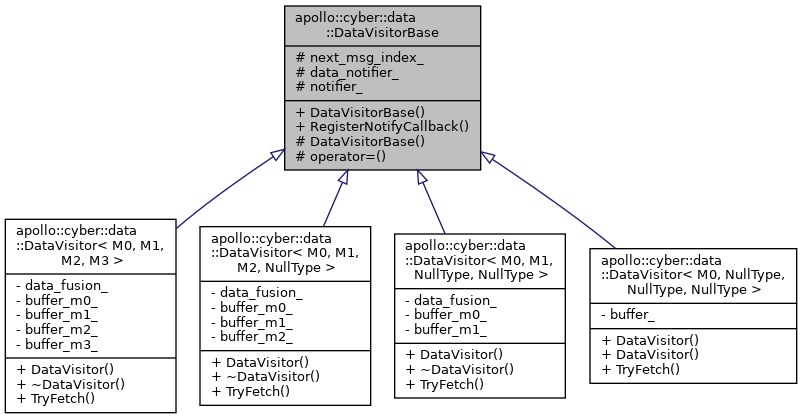 apollo::cyber::data
::DataVisitorBase
# next_msg_index_
# data_notifier_
# notifier_
+ DataVisitorBase()
+ RegisterNotifyCallback()
# DataVisitorBase()
# operator=()
apollo::cyber::data
::DataVisitor< M0, M1,
M2, M3 >
- data_fusion_
- buffer_m0_
- buffer_m1_
- buffer_m2_
- buffer_m3_
+ DataVisitor()
+ ~DataVisitor()
+ TryFetch()
apollo::cyber::data
::DataVisitor< M0, M1,
M2, NullType >
- data_fusion_
- buffer_m0_
- buffer_m1_
- buffer_m2_
+ DataVisitor()
+ ~DataVisitor()
+ TryFetch()
apollo::cyber::data
::DataVisitor< M0, M1,
NullType, NullType >
- data_fusion_
- buffer_m0_
- buffer_m1_
+ DataVisitor()
+ ~DataVisitor()
+ TryFetch()
apollo::cyber::data
::DataVisitor< M0, NullType,
NullType, NullType >
- buffer_
+ DataVisitor()
+ DataVisitor()
+ TryFetch()